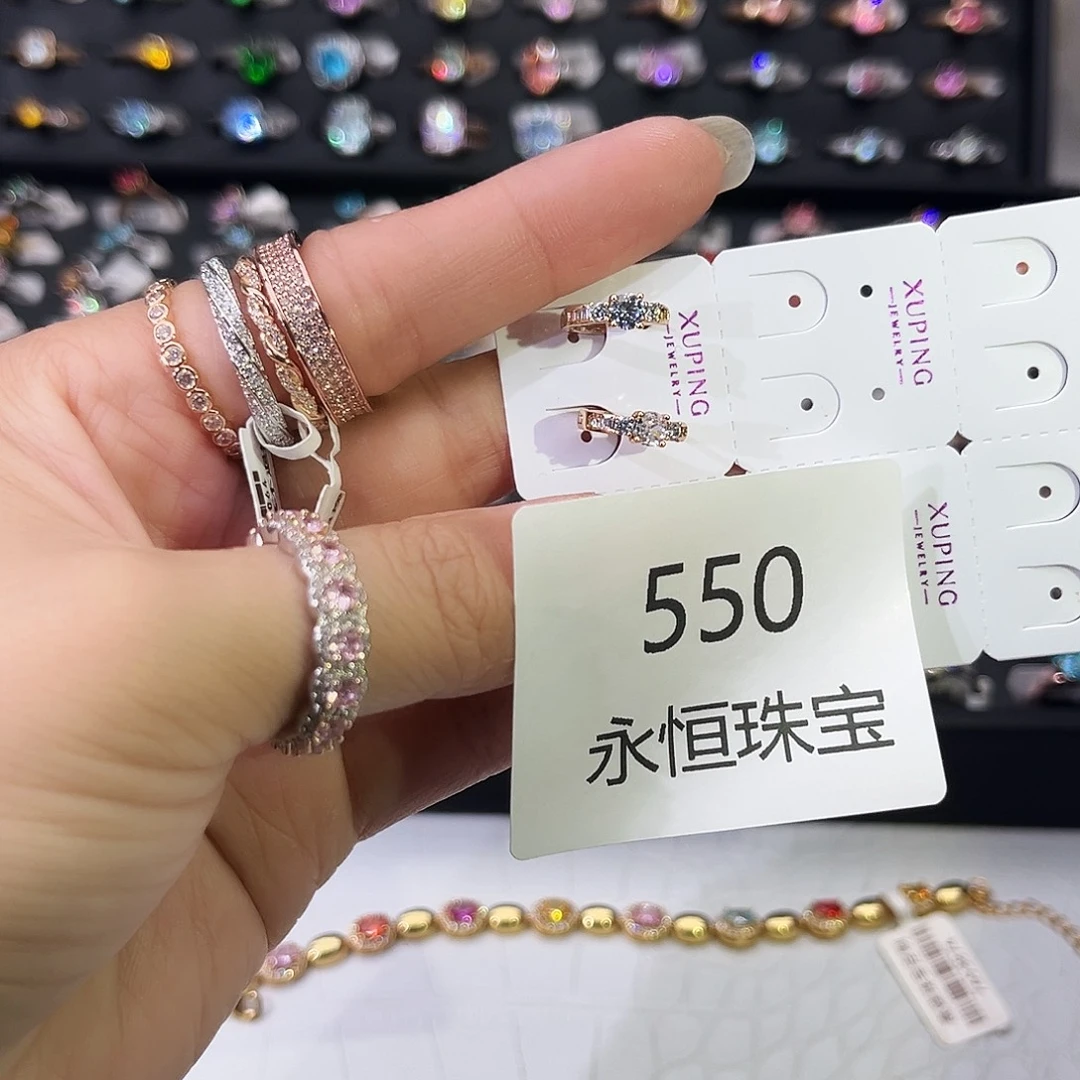 XUPING
—JEWELRY—
XUPING
—JEWELRY—
XUPING
—JEWELRY—
550
永恒珠宝